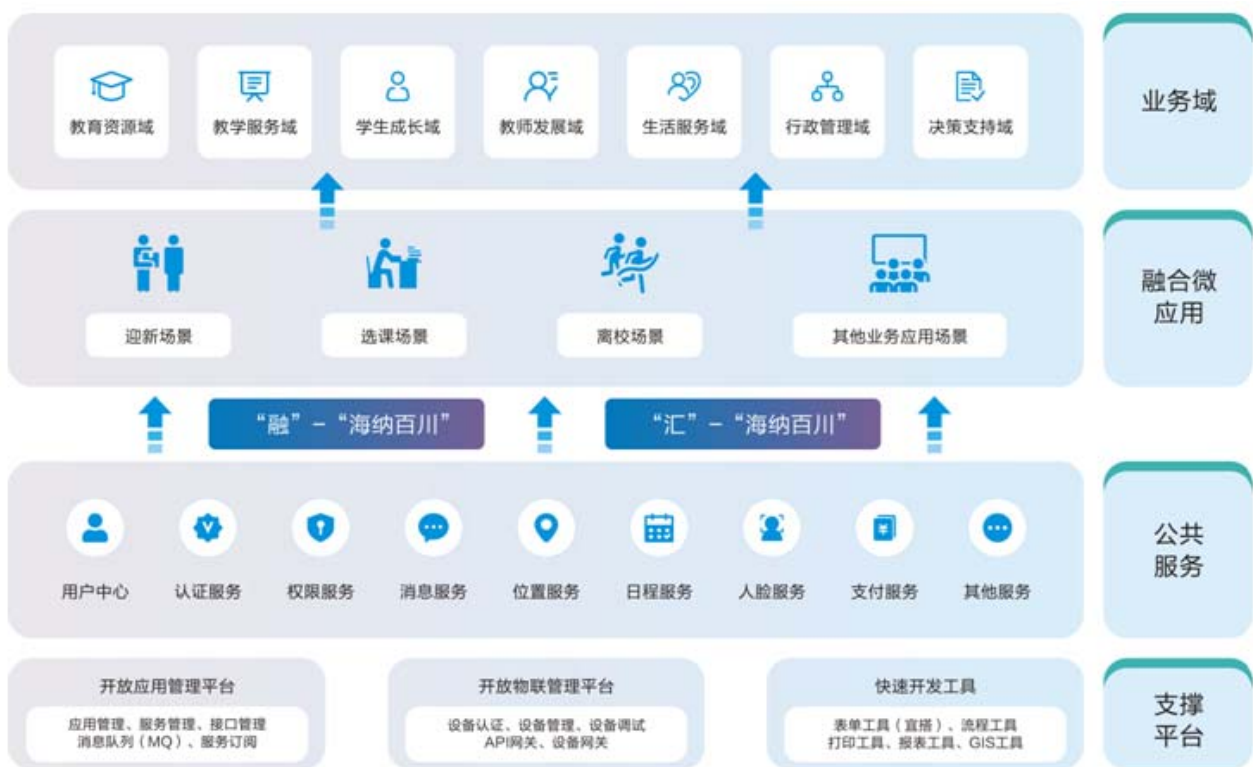 教育资源域
教学服务域
学生成长域
教师发展域
生活服务域
行政管理域
决策支持域
业务域
迎新场景
选课场景
离校场景
其他业务应用场景
融合微
应用
“融”－“海纳百川”
“汇”－“海纳百川”
用户中心
认证服务
权限服务
消息服务
位置服务
日程服务
人脸服务
支付服务
其他服务
公共
服务
开放应用管理平台
应用管理、服务管理、接口管理
消息队列（MQ）、服务订阅
开放物联管理平台
设备认证、设备管理、设备调试
API网关、设备网关
快速开发工具
表单工具（宜搭）、流程工具
打印工具、报表工具、GIS工具
支撑
平台